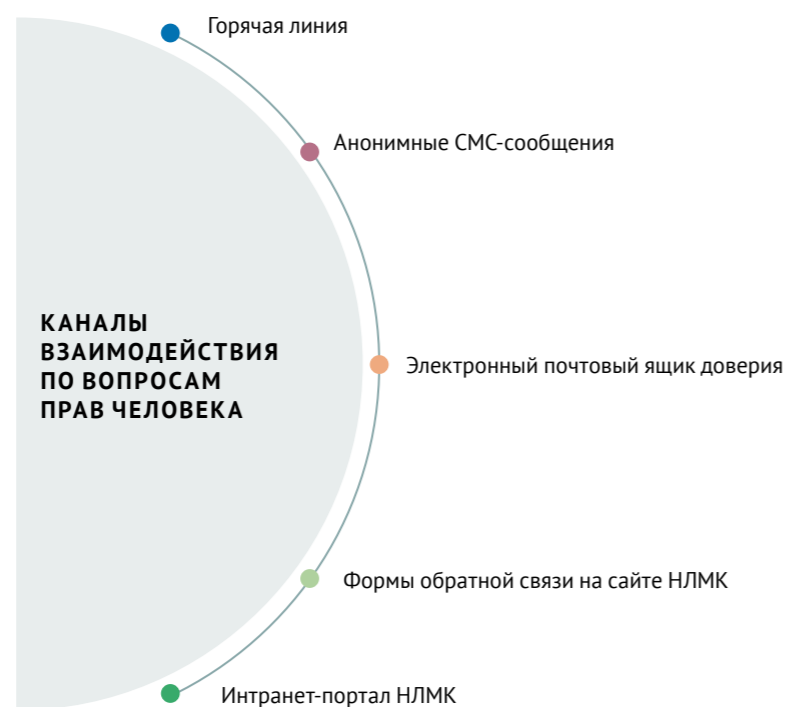 Горячая линия
Анонимные СМС-сообщения
КАНАЛЫ
ВЗАИМОДЕЙСТВИЯ
ПО ВОПРОСАМ
ПРАВ ЧЕЛОВЕКА
Электронный почтовый ящик доверия
Формы обратной связи на сайте НЛМК
Интранет-портал НЛМК